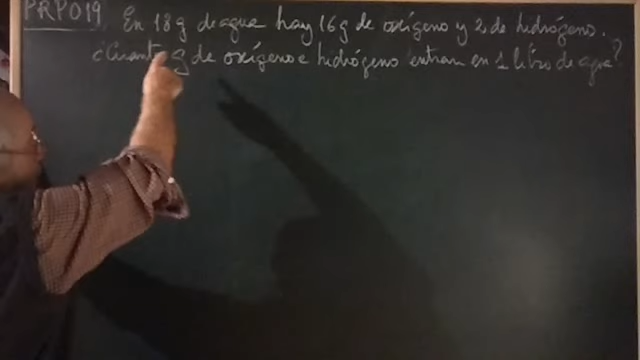 PRP019 En 18 g de agua hay 16 g de oxígeno y 2 de hidrógeno.
g de oxígeno e hidrógeno entran en 1 litro de agua?